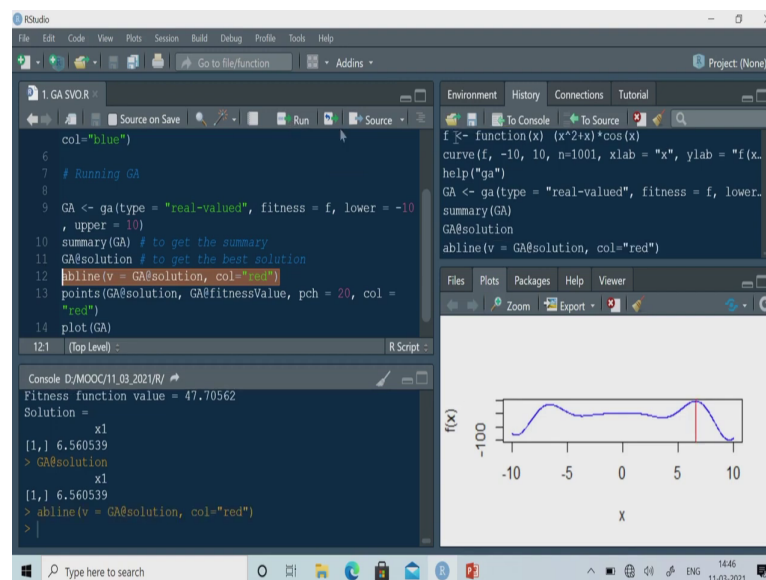 RStudio
File Edit Code View Plots Session Build Debug Profile Tools Help
Go to file/function Addins Project: (None)
1. GA SVO.R
Source on Save Run Source
col="blue")
6
7 # Running GA
8
9 GA <- ga(type = "real-valued", fitness = f, lower = -10
, upper = 10)
10 summary(GA) # to get the summary
11 GA@solution # to get the best solution
12 abline(v = GA@solution, col="red")
13 points(GA@solution, GA@fitnessValue, pch = 20, col =
"red")
14 plot(GA)
12:1 (Top Level) R Script
Console D:/MOOC/11_03_2021/R/
Fitness function value = 47.70562
Solution =
x1
[1,] 6.560539
> GA@solution
x1
[1,] 6.560539
> abline(v = GA@solution, col="red")
>
Environment History Connections Tutorial
To Console To Source
f <- function(x) (x^2+x)*cos(x)
curve(f, -10, 10, n=1001, xlab = "x", ylab = "f(x…
help("ga")
GA <- ga(type = "real-valued", fitness = f, lower…
summary(GA)
GA@solution
abline(v = GA@solution, col="red")
Files Plots Packages Help Viewer
Zoom Export
f(x)
-100
-10 -5 0 5 10
x
Type here to search
ENG
14:46
11-03-2021